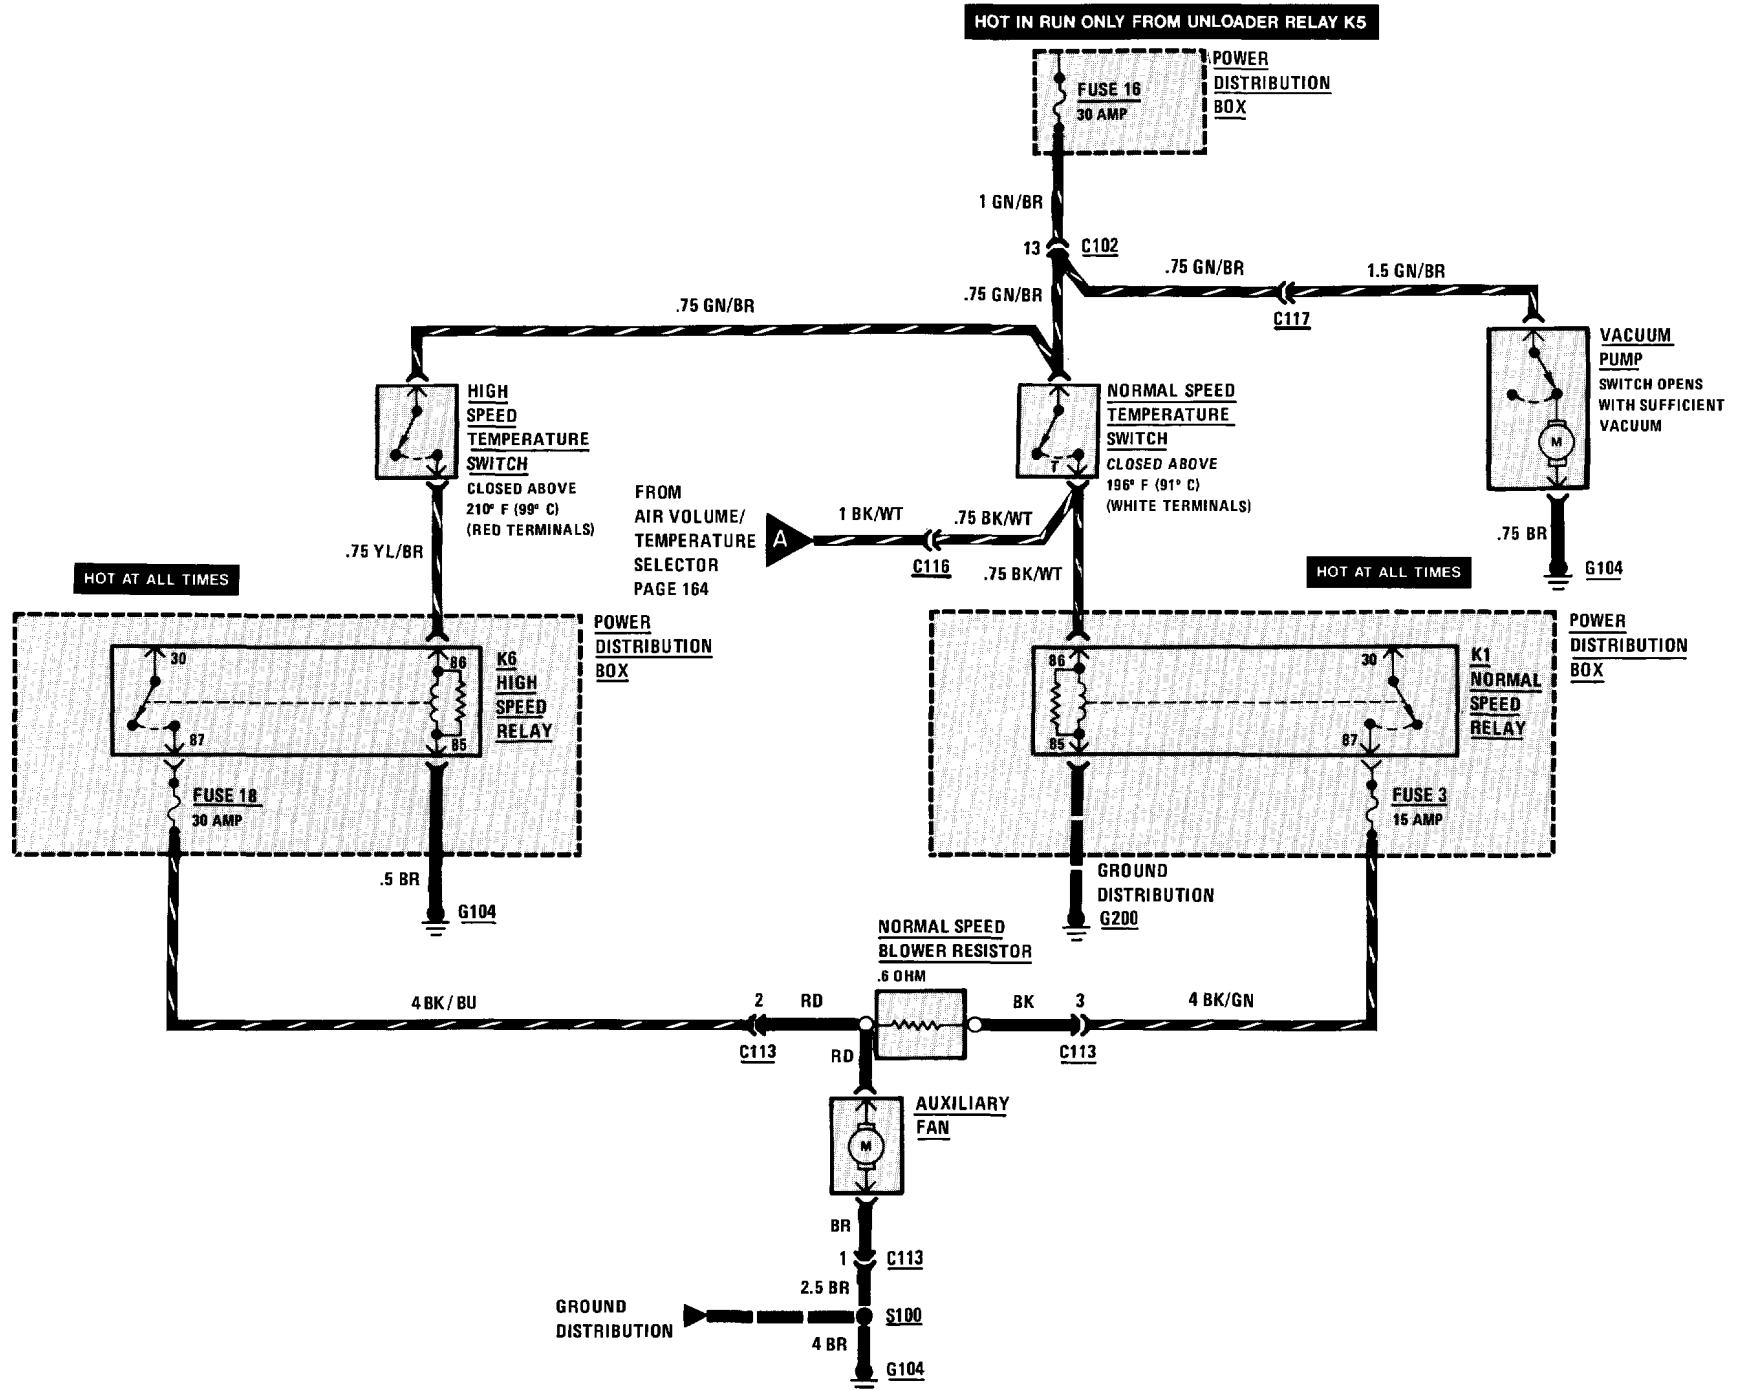 HOT IN RUN ONLY FROM UNLOADER RELAY K5
POWER
DISTRIBUTION
BOX
FUSE 16
30 AMP
1 GN/BR
13
C102
.75 GN/BR
1.5 GN/BR
.75 GN/BR
.75 GN/BR
C117
HIGH
SPEED
TEMPERATURE
SWITCH
CLOSED ABOVE
210° F (99° C)
(RED TERMINALS)
NORMAL SPEED
TEMPERATURE
SWITCH
CLOSED ABOVE
196° F (91° C)
(WHITE TERMINALS)
T
VACUUM
PUMP
SWITCH OPENS
WITH SUFFICIENT
VACUUM
M
FROM
AIR VOLUME/
TEMPERATURE
SELECTOR
PAGE 164
A
1 BK/WT
.75 BK/WT
C116
.75 BK/WT
.75 YL/BR
.75 BR
G104
HOT AT ALL TIMES
HOT AT ALL TIMES
POWER
DISTRIBUTION
BOX
30
86
87
85
K6
HIGH
SPEED
RELAY
FUSE 18
30 AMP
POWER
DISTRIBUTION
BOX
86
30
85
87
K1
NORMAL
SPEED
RELAY
FUSE 3
15 AMP
.5 BR
G104
GROUND
DISTRIBUTION
G200
NORMAL SPEED
BLOWER RESISTOR
.6 OHM
4 BK/BU
2
RD
BK
3
4 BK/GN
C113
RD
C113
AUXILIARY
FAN
M
BR
1
C113
2.5 BR
GROUND
DISTRIBUTION
S100
4 BR
G104